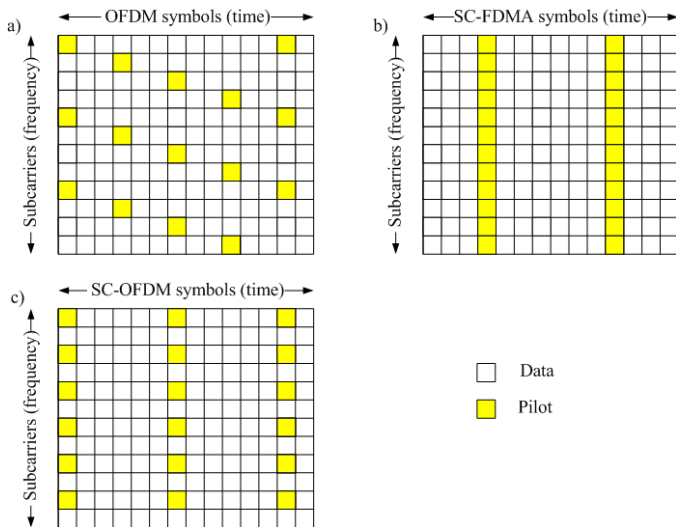 a)
OFDM symbols (time)
Subcarriers (frequency)
b)
SC-FDMA symbols (time)
Subcarriers (frequency)
c)
SC-OFDM symbols (time)
Subcarriers (frequency)
Data
Pilot